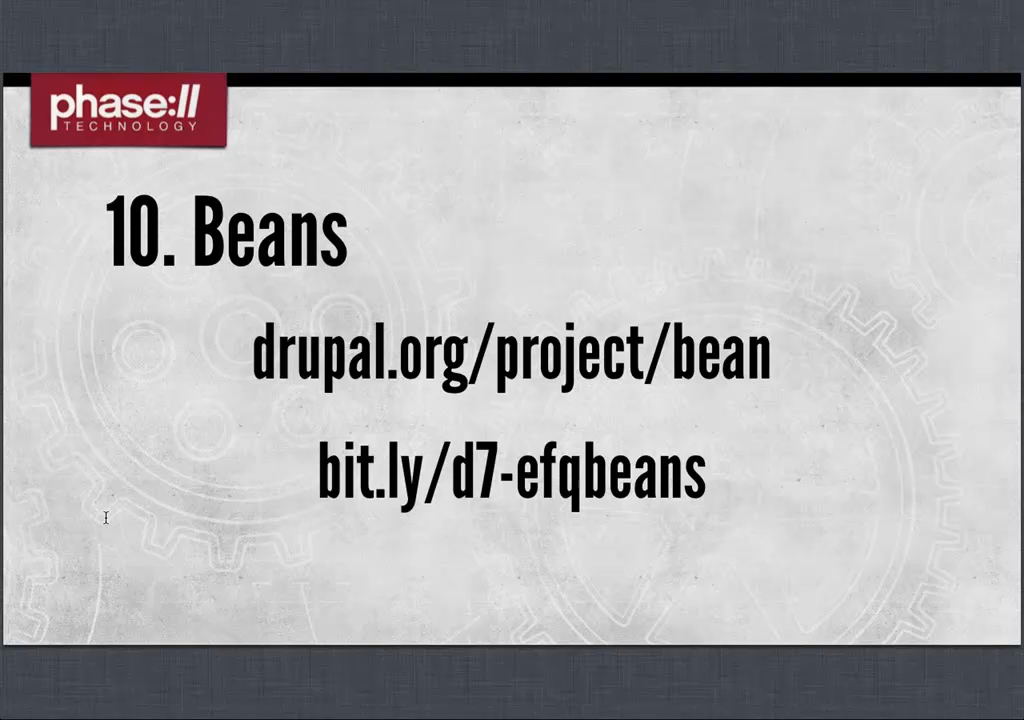 phase:||
TECHNOLOGY
10. Beans
drupal.org/project/bean
bit.ly/d7-efqbeans